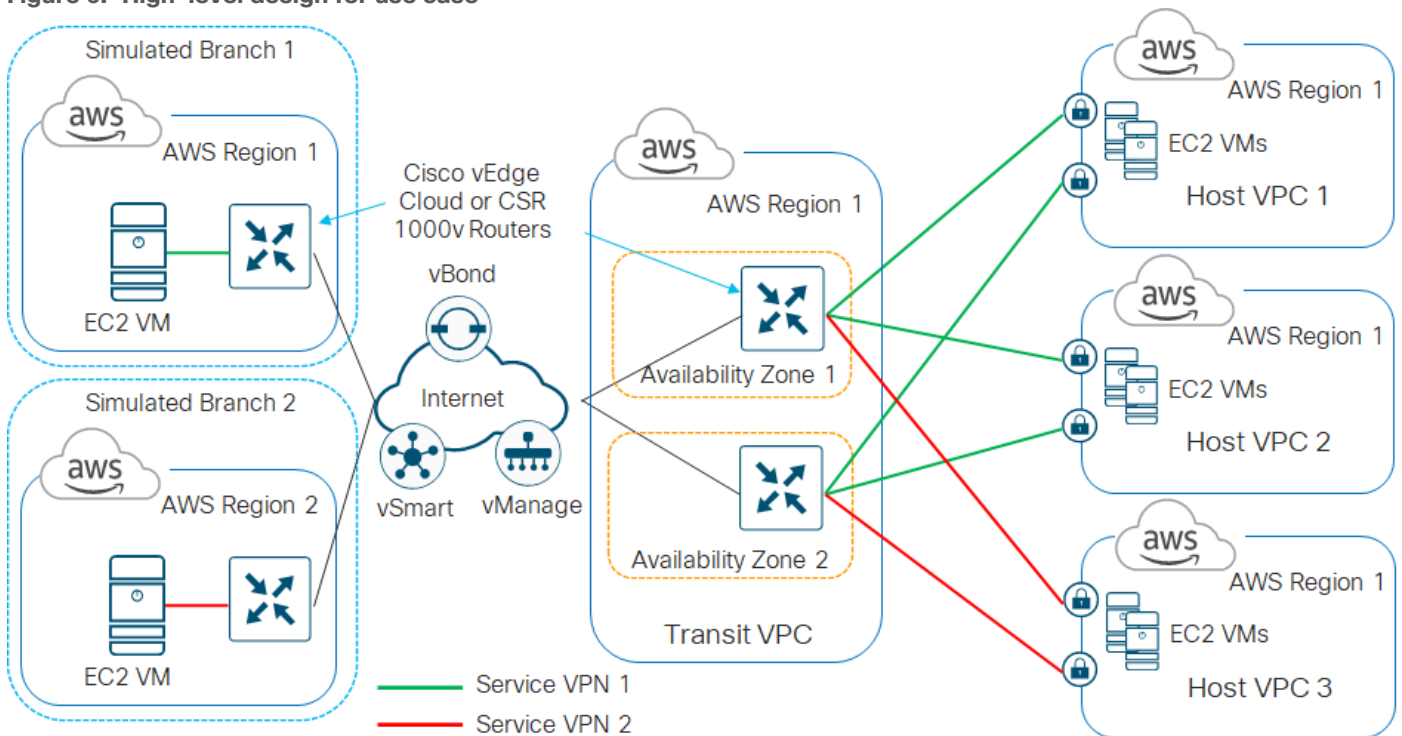 Simulated Branch 1
aws
AWS Region 1
EC2 VM
Simulated Branch 2
aws
AWS Region 2
EC2 VM
Cisco vEdge
Cloud or CSR
1000v Routers
vBond
Internet
vSmart
vManage
aws
AWS Region 1
Availability Zone 1
Availability Zone 2
Transit VPC
Service VPN 1
Service VPN 2
aws
AWS Region 1
EC2 VMs
Host VPC 1
aws
AWS Region 1
EC2 VMs
Host VPC 2
aws
AWS Region 1
EC2 VMs
Host VPC 3